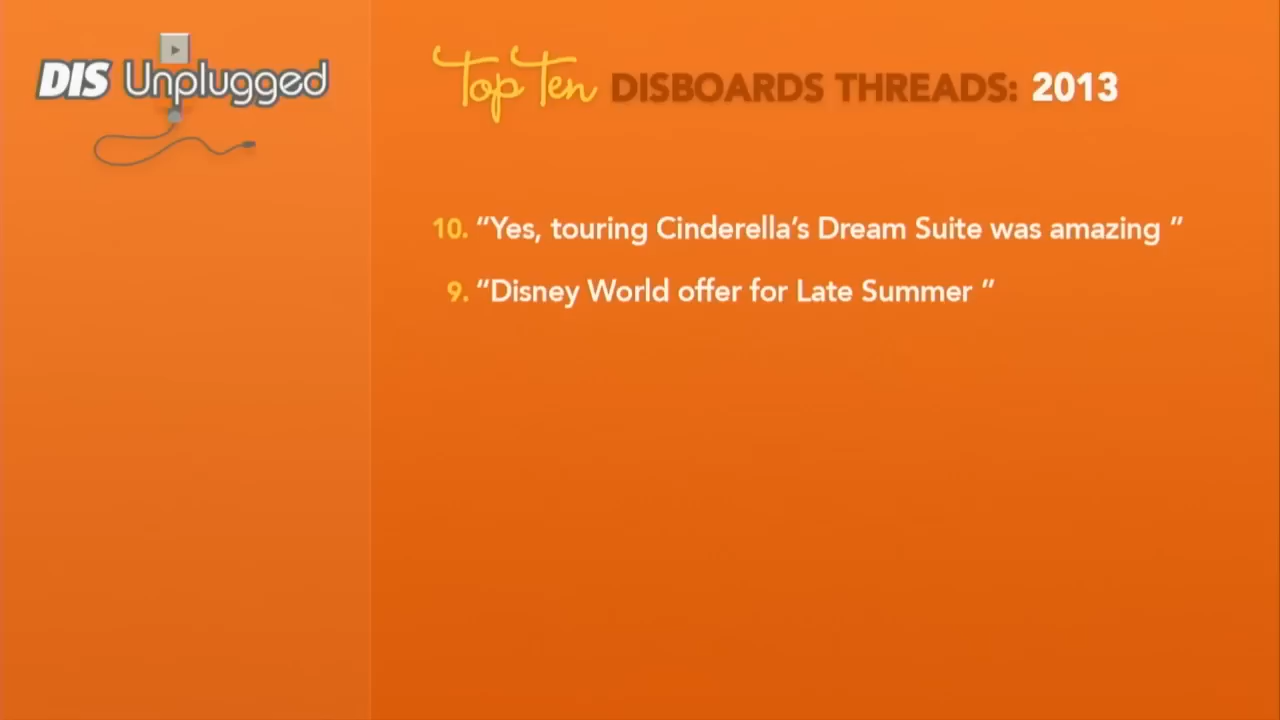 DIS Unplugged
Top Ten DISBOARDS THREADS: 2013
10. “Yes, touring Cinderella’s Dream Suite was amazing ”
9. “Disney World offer for Late Summer ”